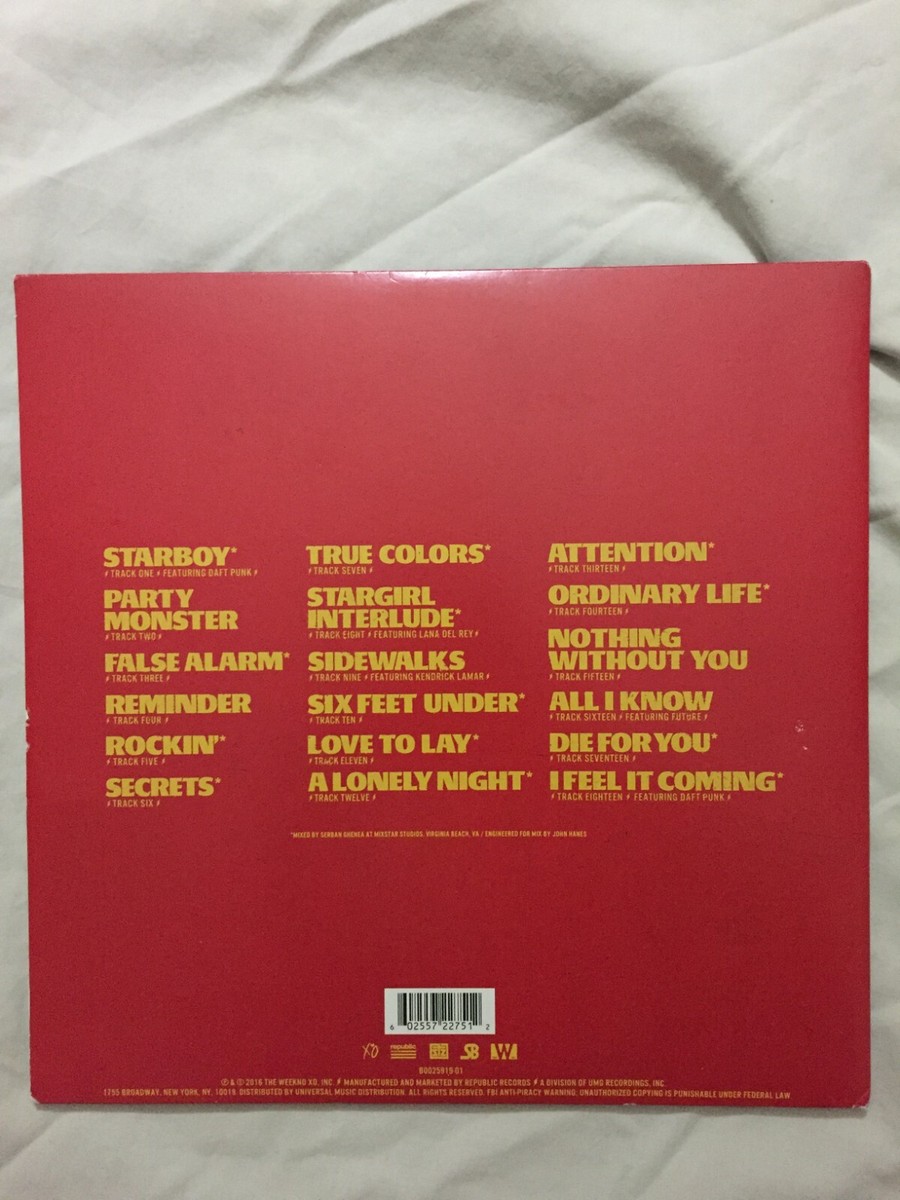 STARBOY*
⚡ TRACK ONE ⚡ FEATURING DAFT PUNK ⚡
PARTY
MONSTER
⚡ TRACK TWO ⚡
FALSE ALARM*
⚡ TRACK THREE ⚡
REMINDER
⚡ TRACK FOUR ⚡
ROCKIN'*
⚡ TRACK FIVE ⚡
SECRETS*
⚡ TRACK SIX ⚡
TRUE COLORS*
⚡ TRACK SEVEN ⚡
STARGIRL
INTERLUDE*
⚡ TRACK EIGHT ⚡ FEATURING LANA DEL REY ⚡
SIDEWALKS
⚡ TRACK NINE ⚡ FEATURING KENDRICK LAMAR ⚡
SIX FEET UNDER*
⚡ TRACK TEN ⚡
LOVE TO LAY*
⚡ TRACK ELEVEN ⚡
A LONELY NIGHT*
⚡ TRACK TWELVE ⚡
ATTENTION*
⚡ TRACK THIRTEEN ⚡
ORDINARY LIFE*
⚡ TRACK FOURTEEN ⚡
NOTHING
WITHOUT YOU
⚡ TRACK FIFTEEN ⚡
ALL I KNOW
⚡ TRACK SIXTEEN ⚡ FEATURING FUTURE ⚡
DIE FOR YOU*
⚡ TRACK SEVENTEEN ⚡
I FEEL IT COMING*
⚡ TRACK EIGHTEEN ⚡ FEATURING DAFT PUNK ⚡
*MIXED BY SERBAN GHENEA AT MIXSTAR STUDIOS, VIRGINIA BEACH, VA / ENGINEERED FOR MIX BY JOHN HANES
6 02557 22751 2
XO republic SB W
B0025915-01
℗ & © 2016 THE WEEKND XO, INC. ⚡ MANUFACTURED AND MARKETED BY REPUBLIC RECORDS ⚡ A DIVISION OF UMG RECORDINGS, INC.
1755 BROADWAY, NEW YORK, NY, 10019. DISTRIBUTED BY UNIVERSAL MUSIC DISTRIBUTION. ALL RIGHTS RESERVED. FBI ANTI-PIRACY WARNING: UNAUTHORIZED COPYING IS PUNISHABLE UNDER FEDERAL LAW